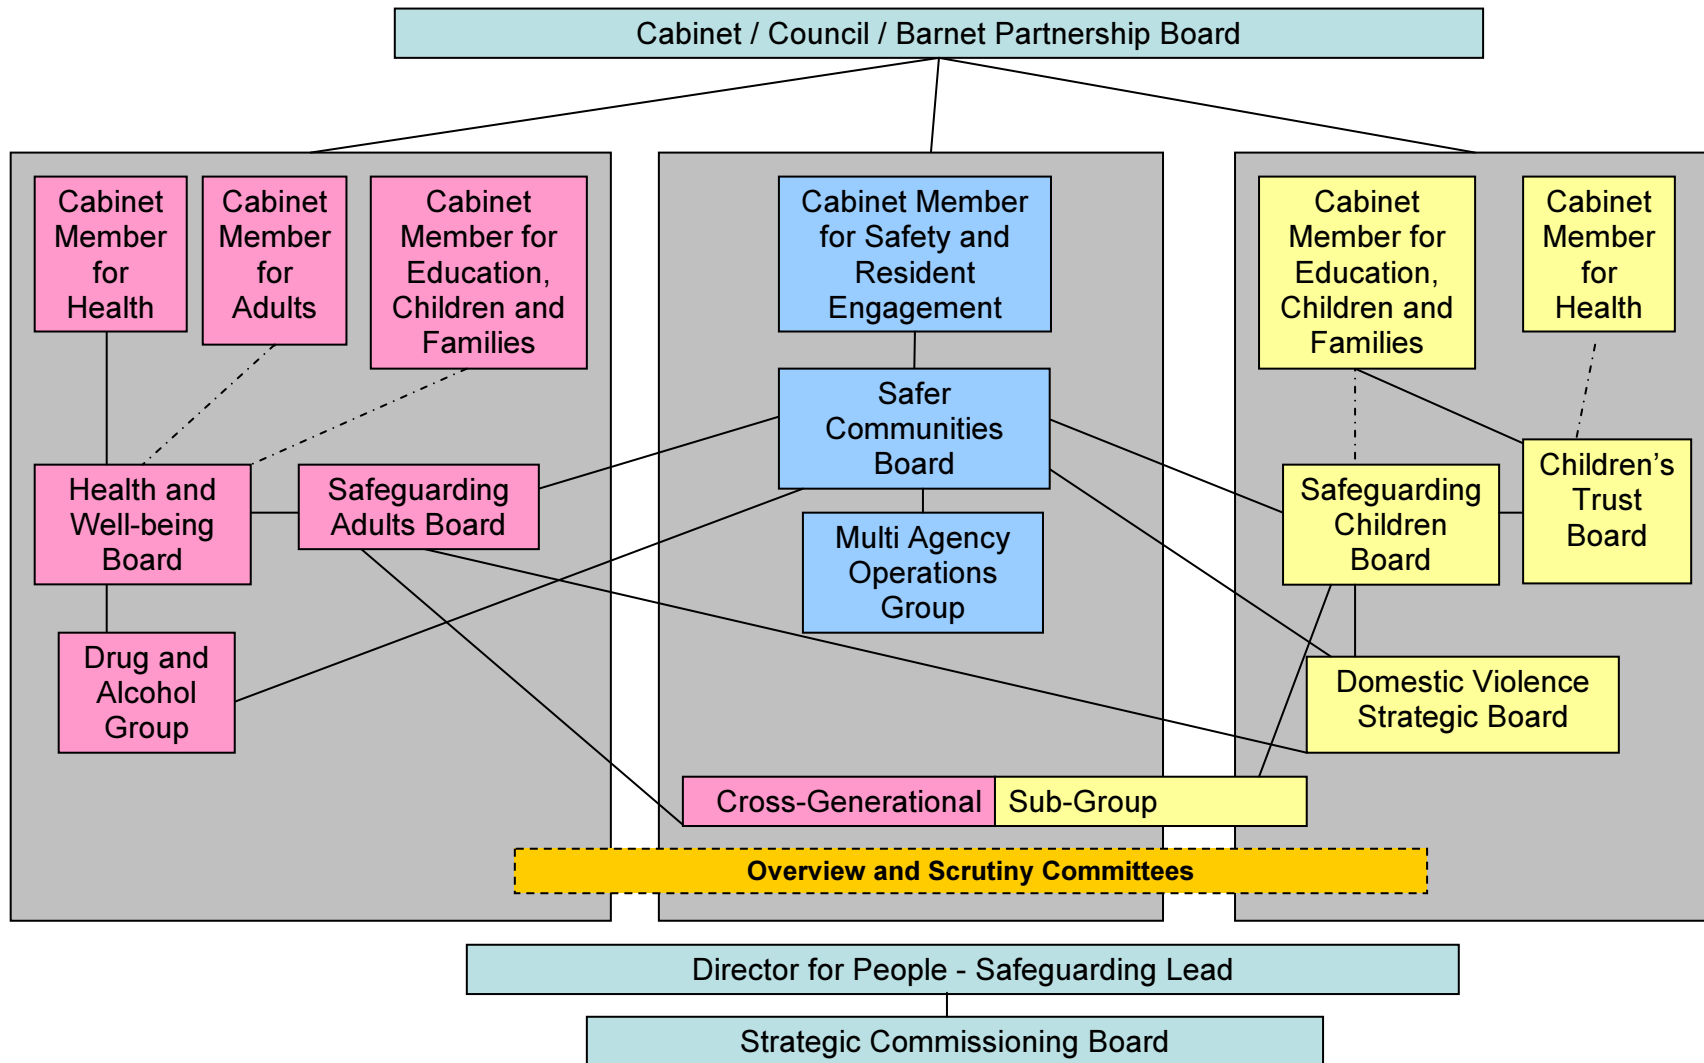 Cabinet / Council / Barnet Partnership Board
Cabinet
Member
for
Health
Cabinet
Member
for
Adults
Cabinet
Member for
Education,
Children and
Families
Cabinet Member
for Safety and
Resident
Engagement
Cabinet
Member for
Education,
Children and
Families
Cabinet
Member
for
Health
Safer
Communities
Board
Health and
Well-being
Board
Safeguarding
Adults Board
Safeguarding
Children
Board
Children’s
Trust
Board
Multi Agency
Operations
Group
Drug and
Alcohol
Group
Domestic Violence
Strategic Board
Cross-Generational Sub-Group
Overview and Scrutiny Committees
Director for People - Safeguarding Lead
Strategic Commissioning Board